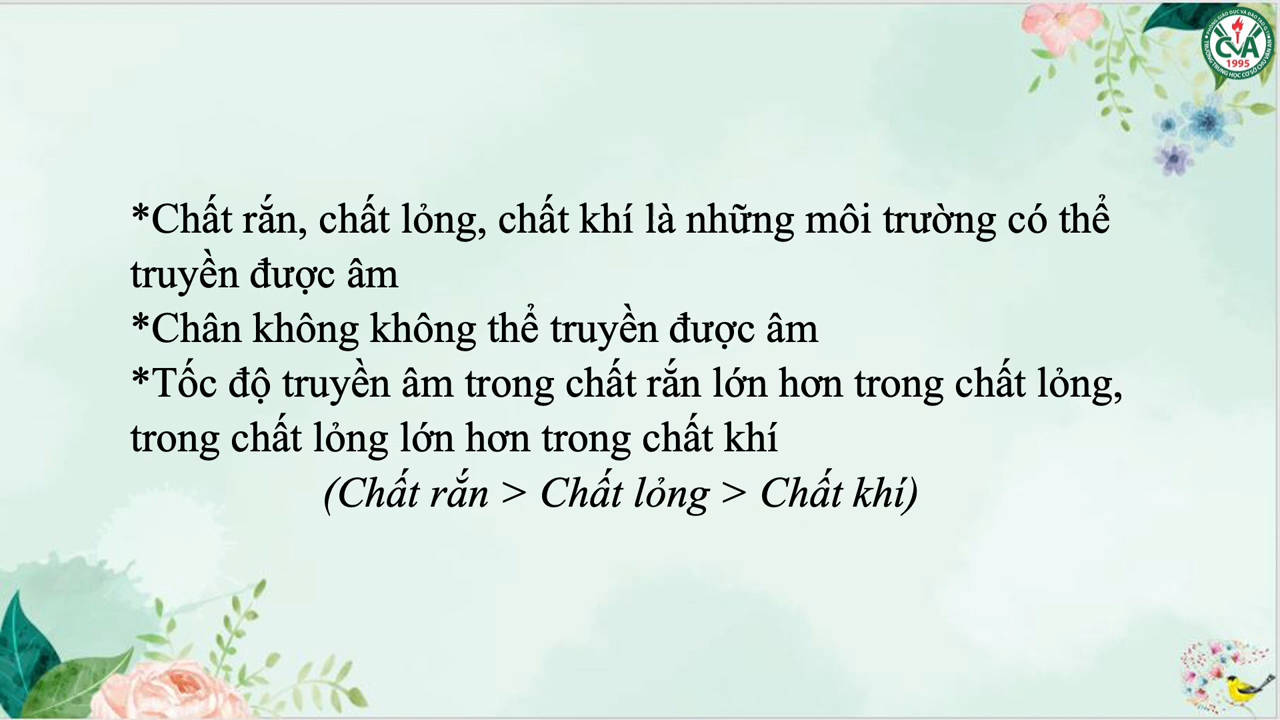 CVA
1995
*Chất rắn, chất lỏng, chất khí là những môi trường có thể
truyền được âm
*Chân không không thể truyền được âm
*Tốc độ truyền âm trong chất rắn lớn hơn trong chất lỏng,
trong chất lỏng lớn hơn trong chất khí
(Chất rắn > Chất lỏng > Chất khí)